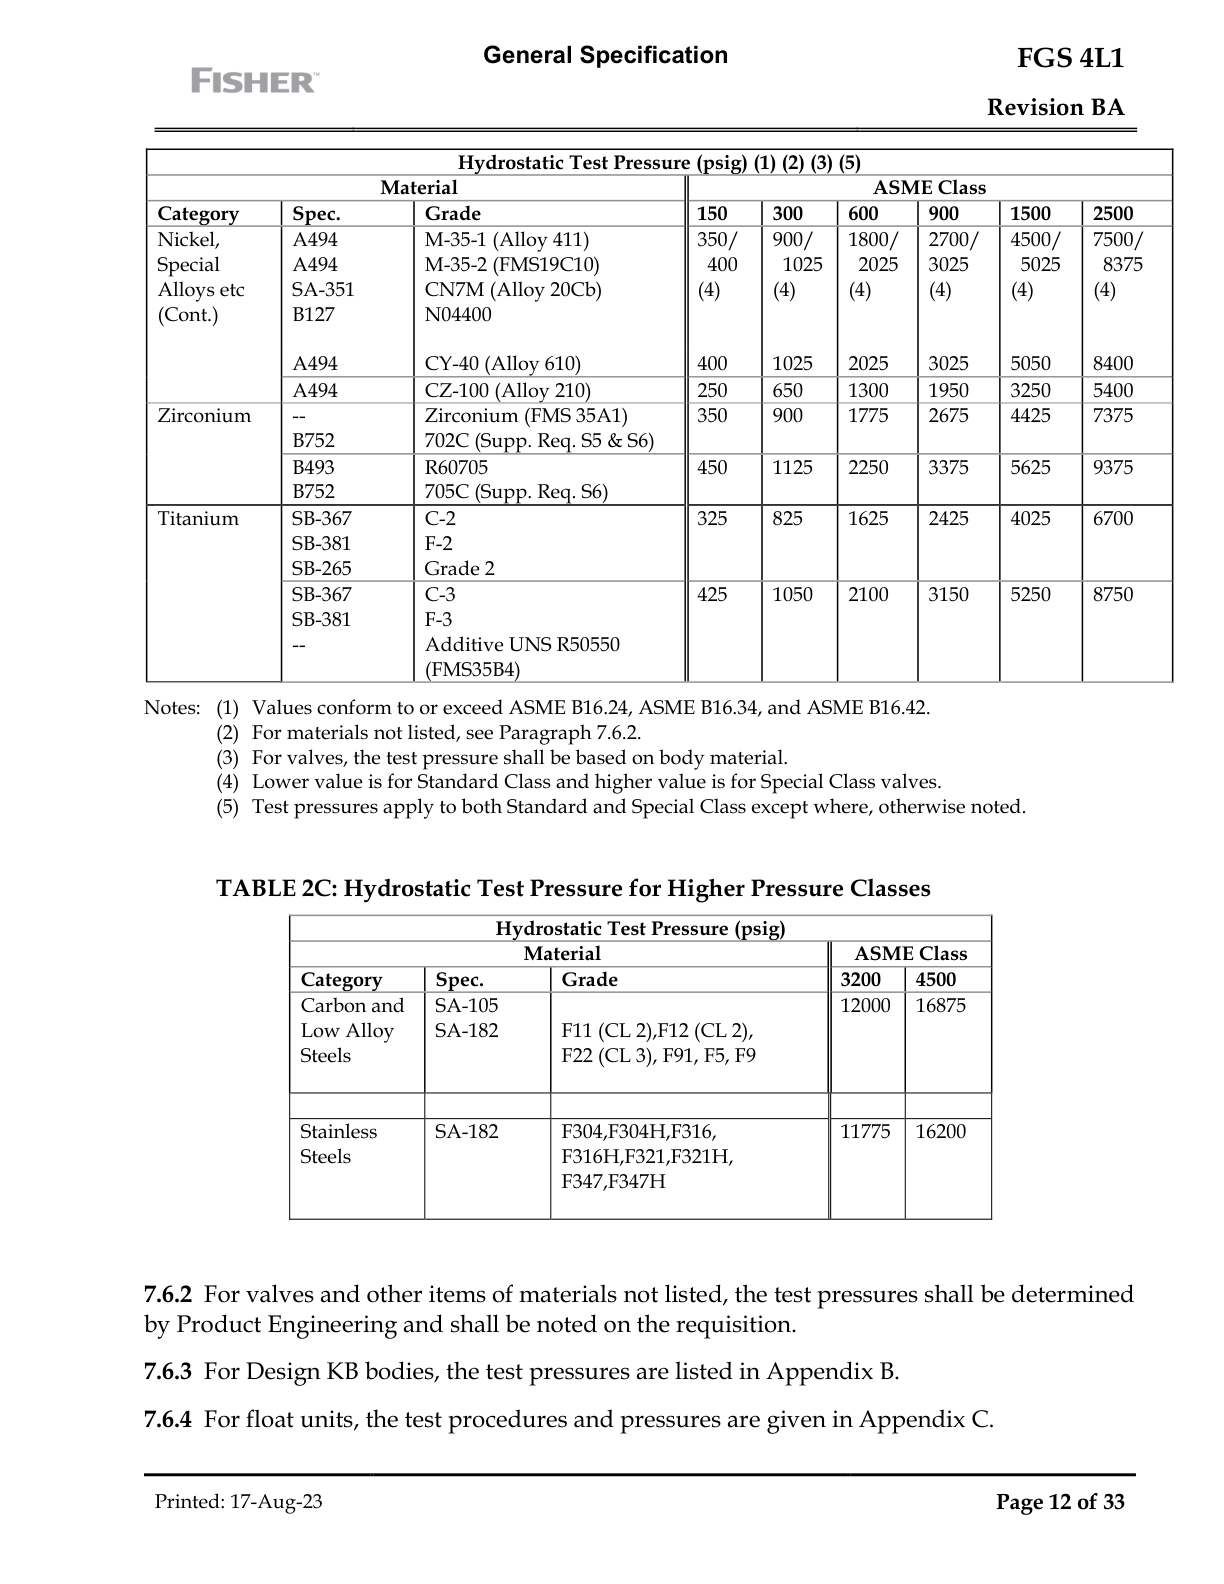 General Specification
FGS 4L1
FISHER™
Revision BA
Hydrostatic Test Pressure (psig) (1) (2) (3) (5)
Material ASME Class
Category Spec. Grade 150 300 600 900 1500 2500
Nickel, A494 M-35-1 (Alloy 411) 350/ 900/ 1800/ 2700/ 4500/ 7500/
Special A494 M-35-2 (FMS19C10) 400 1025 2025 3025 5025 8375
Alloys etc SA-351 CN7M (Alloy 20Cb) (4) (4) (4) (4) (4) (4)
(Cont.) B127 N04400
A494 CY-40 (Alloy 610) 400 1025 2025 3025 5050 8400
A494 CZ-100 (Alloy 210) 250 650 1300 1950 3250 5400
Zirconium -- Zirconium (FMS 35A1) 350 900 1775 2675 4425 7375
B752 702C (Supp. Req. S5 & S6)
B493 R60705 450 1125 2250 3375 5625 9375
B752 705C (Supp. Req. S6)
Titanium SB-367 C-2 325 825 1625 2425 4025 6700
SB-381 F-2
SB-265 Grade 2
SB-367 C-3 425 1050 2100 3150 5250 8750
SB-381 F-3
-- Additive UNS R50550
(FMS35B4)
Notes: (1) Values conform to or exceed ASME B16.24, ASME B16.34, and ASME B16.42.
(2) For materials not listed, see Paragraph 7.6.2.
(3) For valves, the test pressure shall be based on body material.
(4) Lower value is for Standard Class and higher value is for Special Class valves.
(5) Test pressures apply to both Standard and Special Class except where, otherwise noted.
TABLE 2C: Hydrostatic Test Pressure for Higher Pressure Classes
Hydrostatic Test Pressure (psig)
Material ASME Class
Category Spec. Grade 3200 4500
Carbon and SA-105 12000 16875
Low Alloy SA-182 F11 (CL 2),F12 (CL 2),
Steels F22 (CL 3), F91, F5, F9
Stainless SA-182 F304,F304H,F316, 11775 16200
Steels F316H,F321,F321H,
F347,F347H
7.6.2 For valves and other items of materials not listed, the test pressures shall be determined
by Product Engineering and shall be noted on the requisition.
7.6.3 For Design KB bodies, the test pressures are listed in Appendix B.
7.6.4 For float units, the test procedures and pressures are given in Appendix C.
Printed: 17-Aug-23 Page 12 of 33